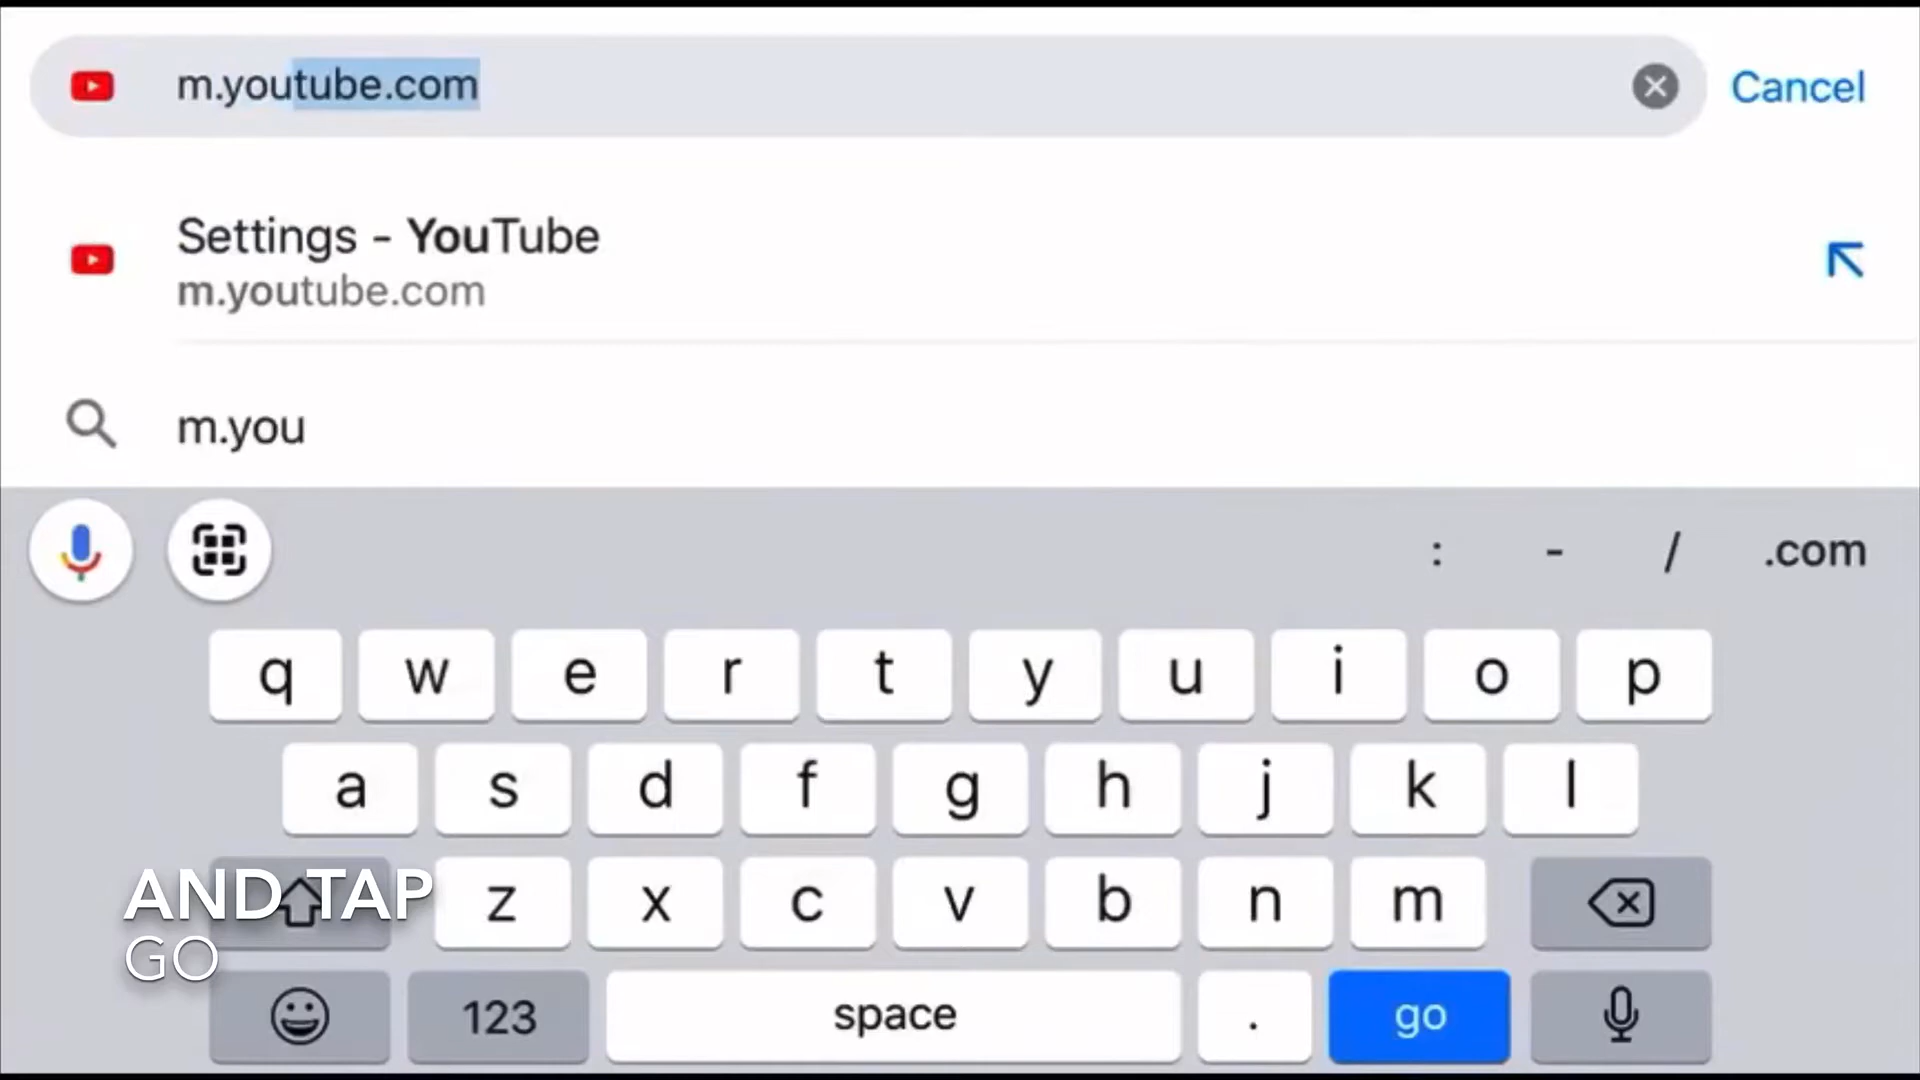 m.youtube.com
Cancel
Settings - YouTube
m.youtube.com
m.you
: - / .com
q w e r t y u i o p
a s d f g h j k l
AND TAP
z x c v b n m
GO
123 space . go